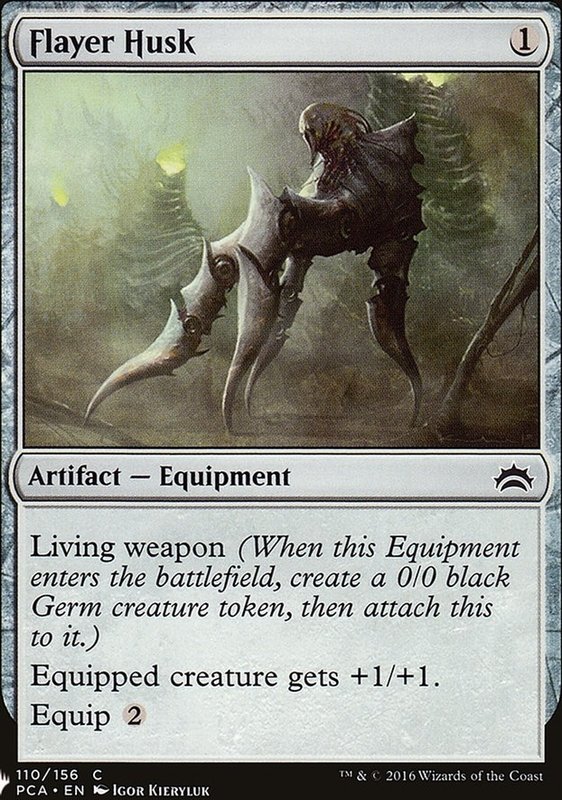 Flayer Husk 1
Artifact — Equipment
Living weapon (When this Equipment
enters the battlefield, create a 0/0 black
Germ creature token, then attach this
to it.)
Equipped creature gets +1/+1.
Equip 2
110/156 C
PCA • EN Igor Kieryluk
™ & © 2016 Wizards of the Coast